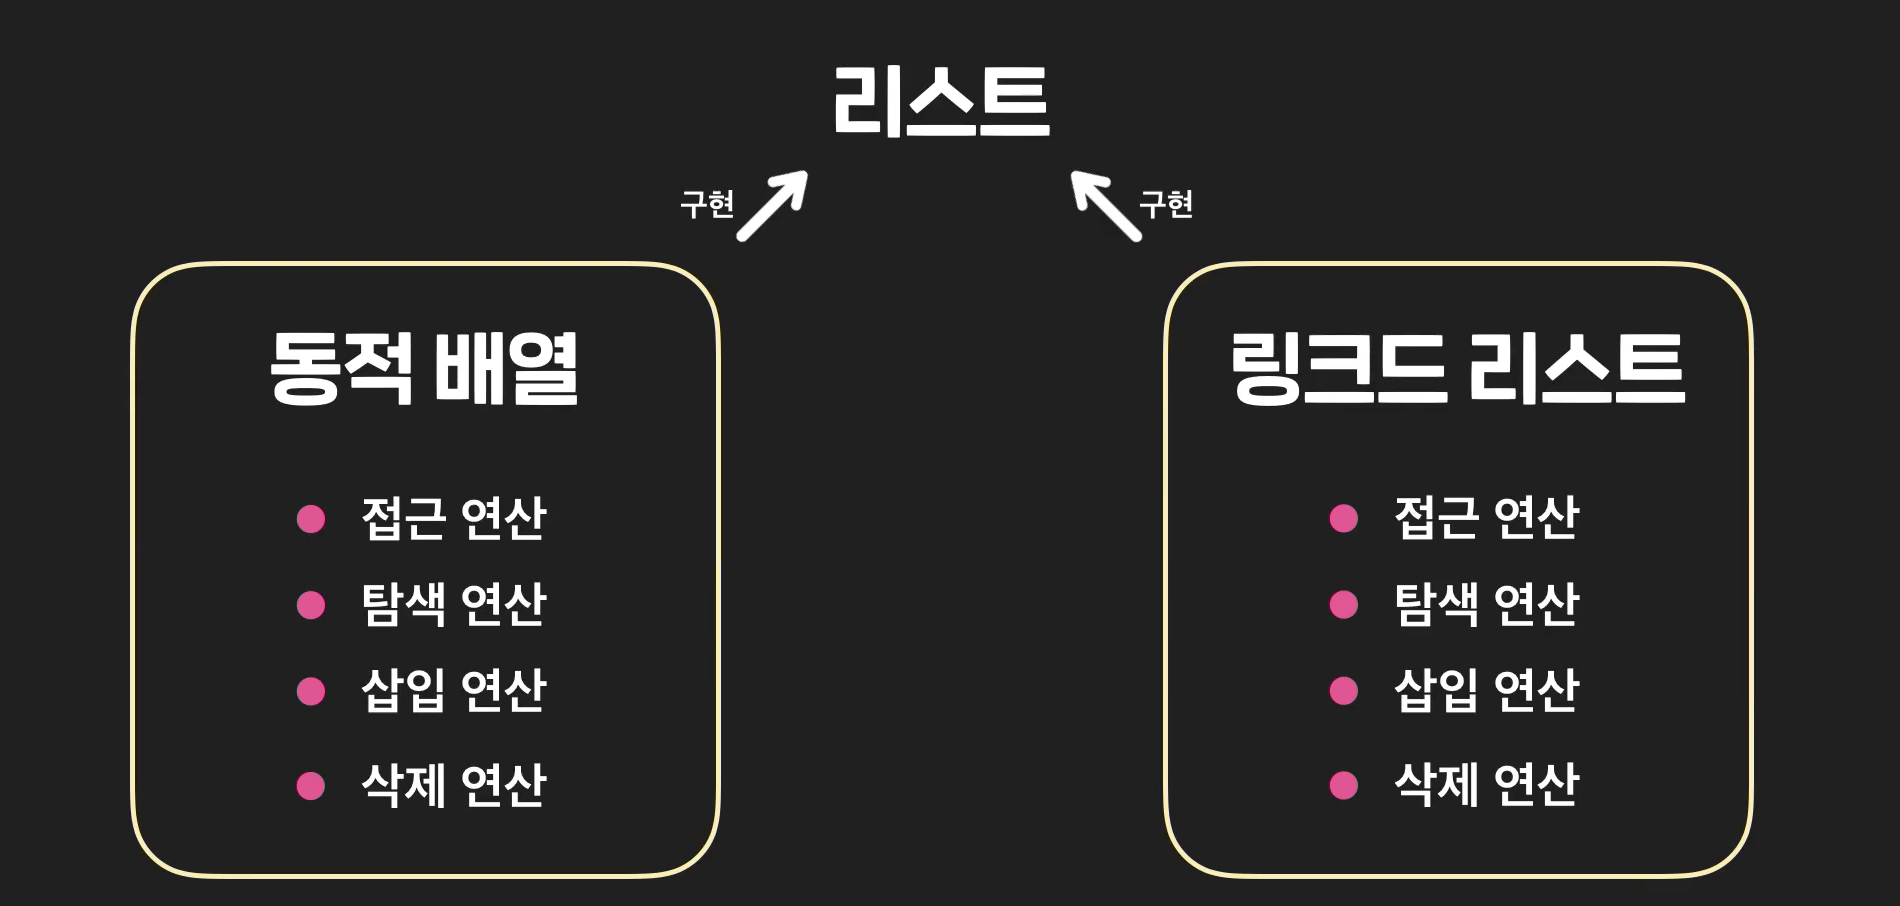 리스트
구현
구현
동적 배열
접근 연산
탐색 연산
삽입 연산
삭제 연산
링크드 리스트
접근 연산
탐색 연산
삽입 연산
삭제 연산